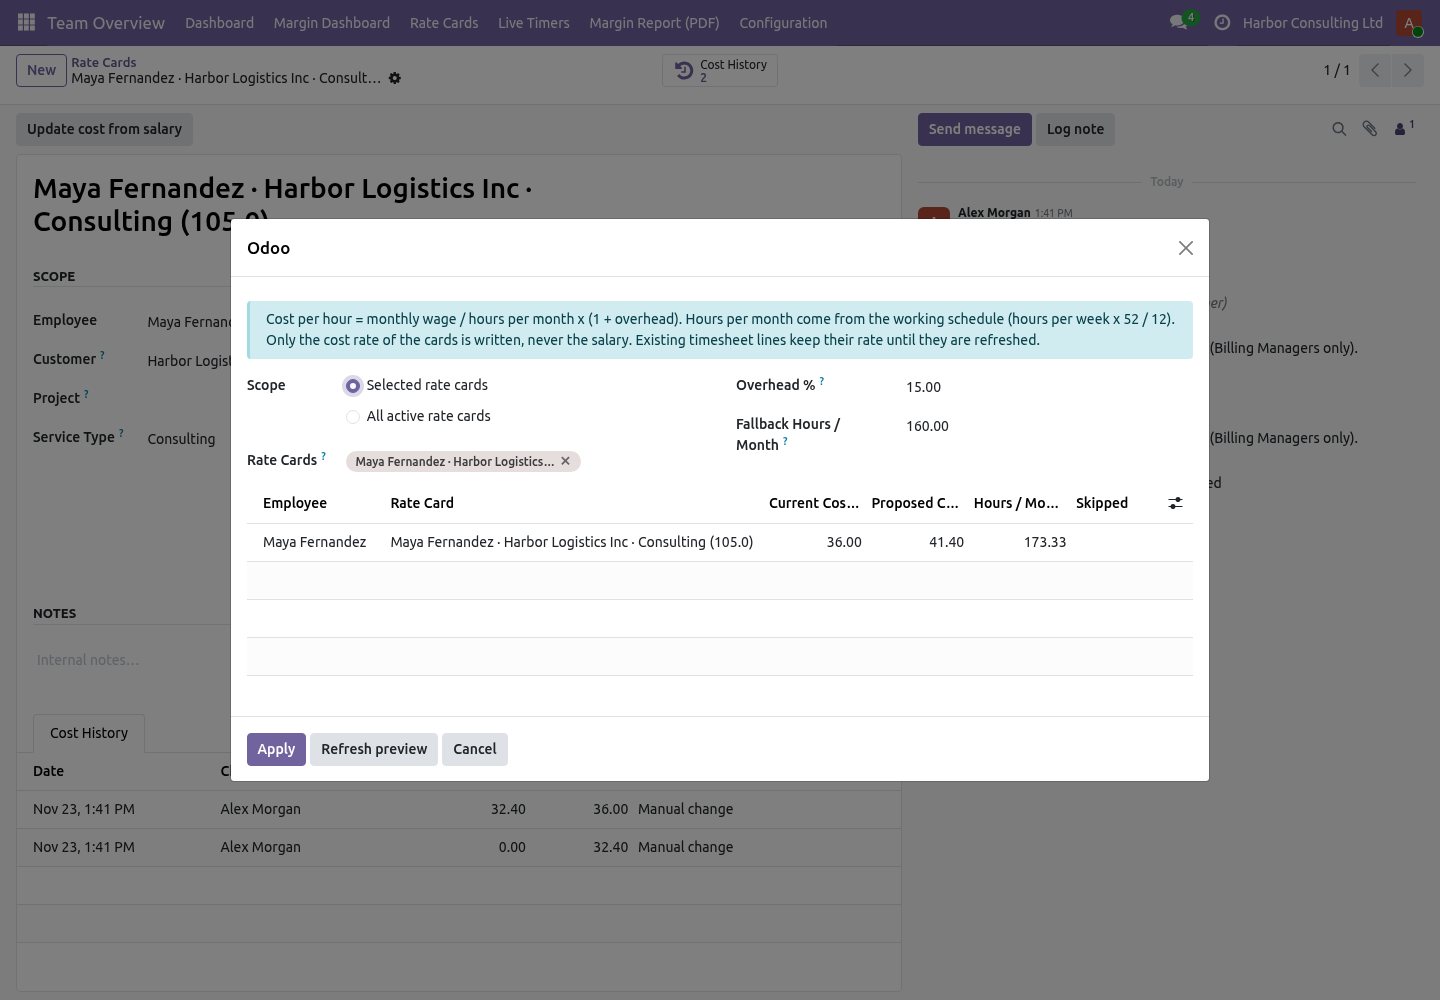 Team Overview Dashboard Margin Dashboard Rate Cards Live Timers Margin Report (PDF) Configuration 4 Harbor Consulting Ltd A
New Rate Cards
Maya Fernandez · Harbor Logistics Inc · Consult...
Cost History
2
1 / 1
Update cost from salary
Send message Log note 1
Maya Fernandez · Harbor Logistics Inc ·
Consulting (105.0)
Today
Alex Morgan 1:41 PM
SCOPE
Employee Maya Fernand
Customer ? Harbor Logist
Project ?
Service Type ? Consulting
(Billing Managers only).
(Billing Managers only).
Odoo
Cost per hour = monthly wage / hours per month x (1 + overhead). Hours per month come from the working schedule (hours per week x 52 / 12).
Only the cost rate of the cards is written, never the salary. Existing timesheet lines keep their rate until they are refreshed.
Scope
Selected rate cards
All active rate cards
Overhead % ? 15.00
Fallback Hours /
Month ? 160.00
Rate Cards ? Maya Fernandez · Harbor Logistics...
Employee Rate Card Current Cos... Proposed C... Hours / Mo... Skipped
Maya Fernandez Maya Fernandez · Harbor Logistics Inc · Consulting (105.0) 36.00 41.40 173.33
Apply Refresh preview Cancel
NOTES
Internal notes...
Cost History
Date
Nov 23, 1:41 PM Alex Morgan 32.40 36.00 Manual change
Nov 23, 1:41 PM Alex Morgan 0.00 32.40 Manual change